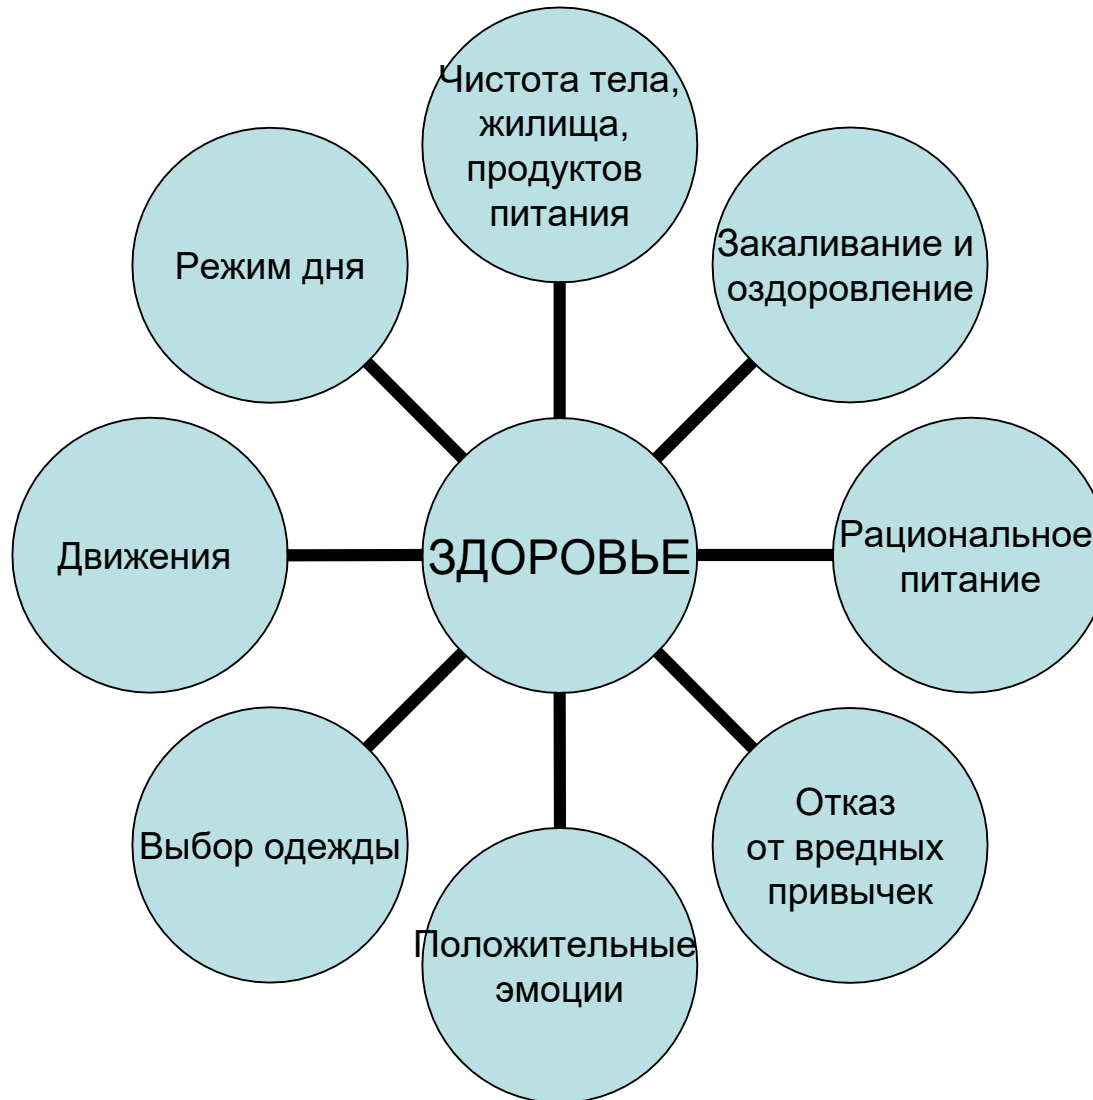 Чистота тела,
жилища,
продуктов
питания
Режим дня
Закаливание и
оздоровление
Движения
ЗДОРОВЬЕ
Рациональное
питание
Выбор одежды
Отказ
от вредных
привычек
Положительные
эмоции